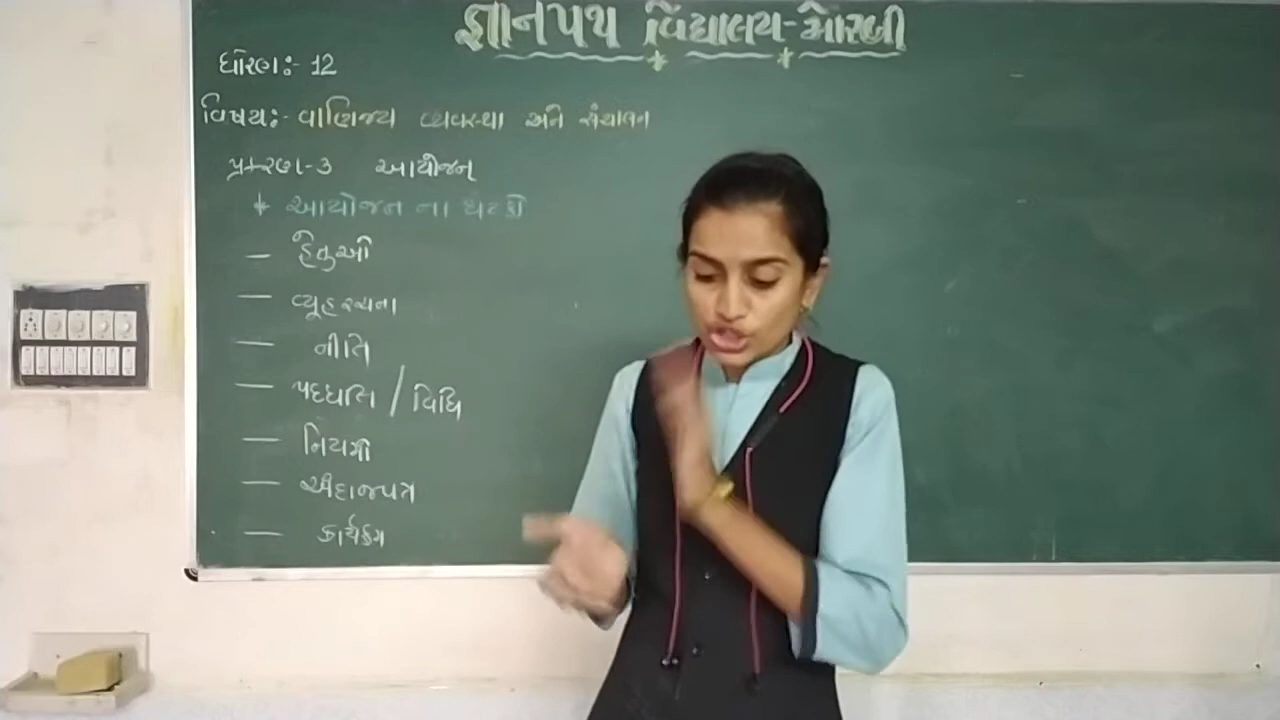 જ્ઞાનપથ વિદ્યાલય-મોરબી
ધોરણ:- 12
વિષય:- વાણિજ્ય વ્યવસ્થા અને સંચાલન
પ્રકરણ-૩ આયોજન
* આયોજન ના ઘટકો
— હેતુઓ
— વ્યૂહરચના
— નીતિ
— પદ્ધતિ / વિધિ
— નિયમો
— અંદાજપત્ર
— કાર્યક્રમ